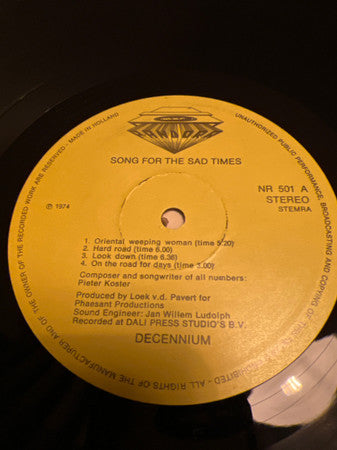 PANDORA
SONG FOR THE SAD TIMES
NR 501 A
STEREO
STEMRA
℗ 1974
1. Oriental weeping woman (time 5.20)
2. Hard road (time 6.00)
3. Look down (time 6.36)
4. On the road for days (time 3.00)
Composer and songwriter of all numbers:
Pieter Koster
Produced by Loek v.d. Pavert for
Phaesant Productions
Sound Engineer: Jan Willem Ludolph
Recorded at DALI PRESS STUDIO'S B.V.
DECENNIUM
UNAUTHORIZED PUBLIC PERFORMANCE, BROADCASTING AND COPYING OF
HIBITED - ALL RIGHTS OF THE MANUFACTURER AND OF THE OWNER OF THE RECORDED WORK ARE RESERVED - MADE IN HOLLAND